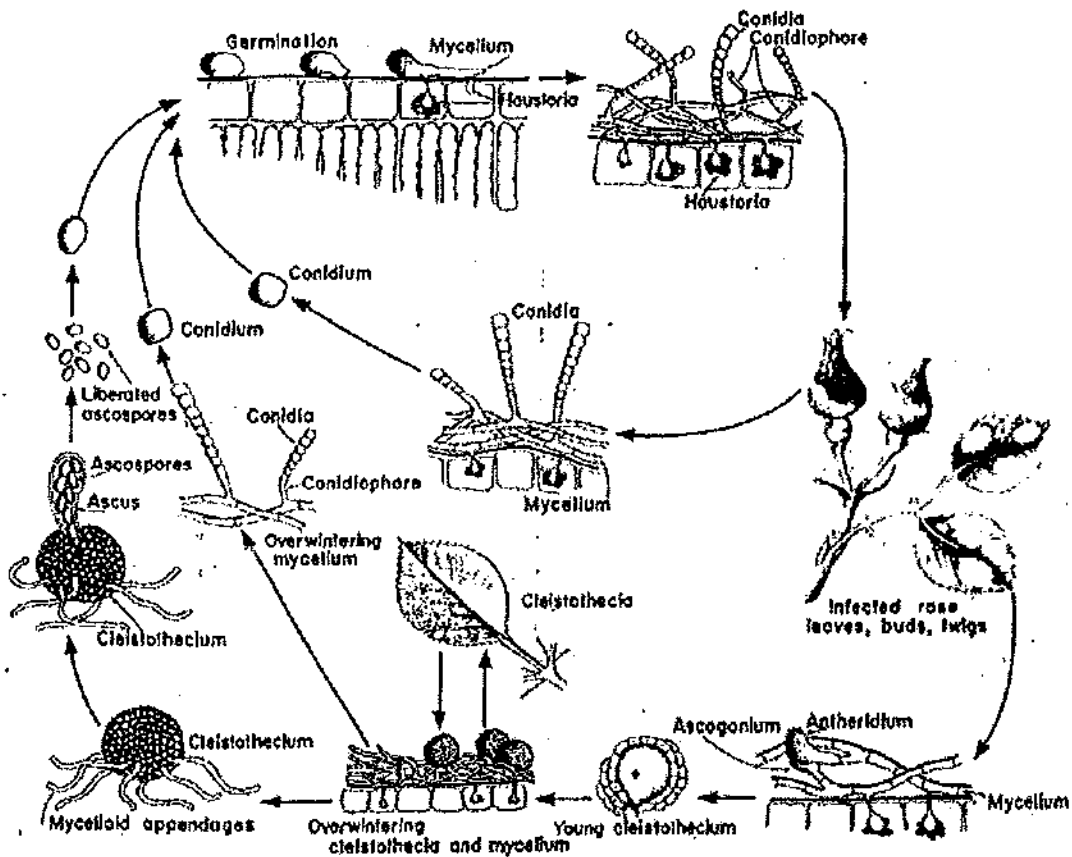 Germination
Mycelium
Haustoria
Conidia
Conidiophore
Haustoria
Conidium
Conidium
Conidia
Mycelium
Liberated
ascospores
Conidia
Conidiophore
Ascospores
Ascus
Overwintering
mycelium
Cleistothecia
Cleistothecium
Infected rose
leaves, buds, twigs
Cleistothecium
Mycelioid appendages
Overwintering
cleistothecia and mycelium
Young cleistothecium
Ascogonium
Antheridium
Mycelium